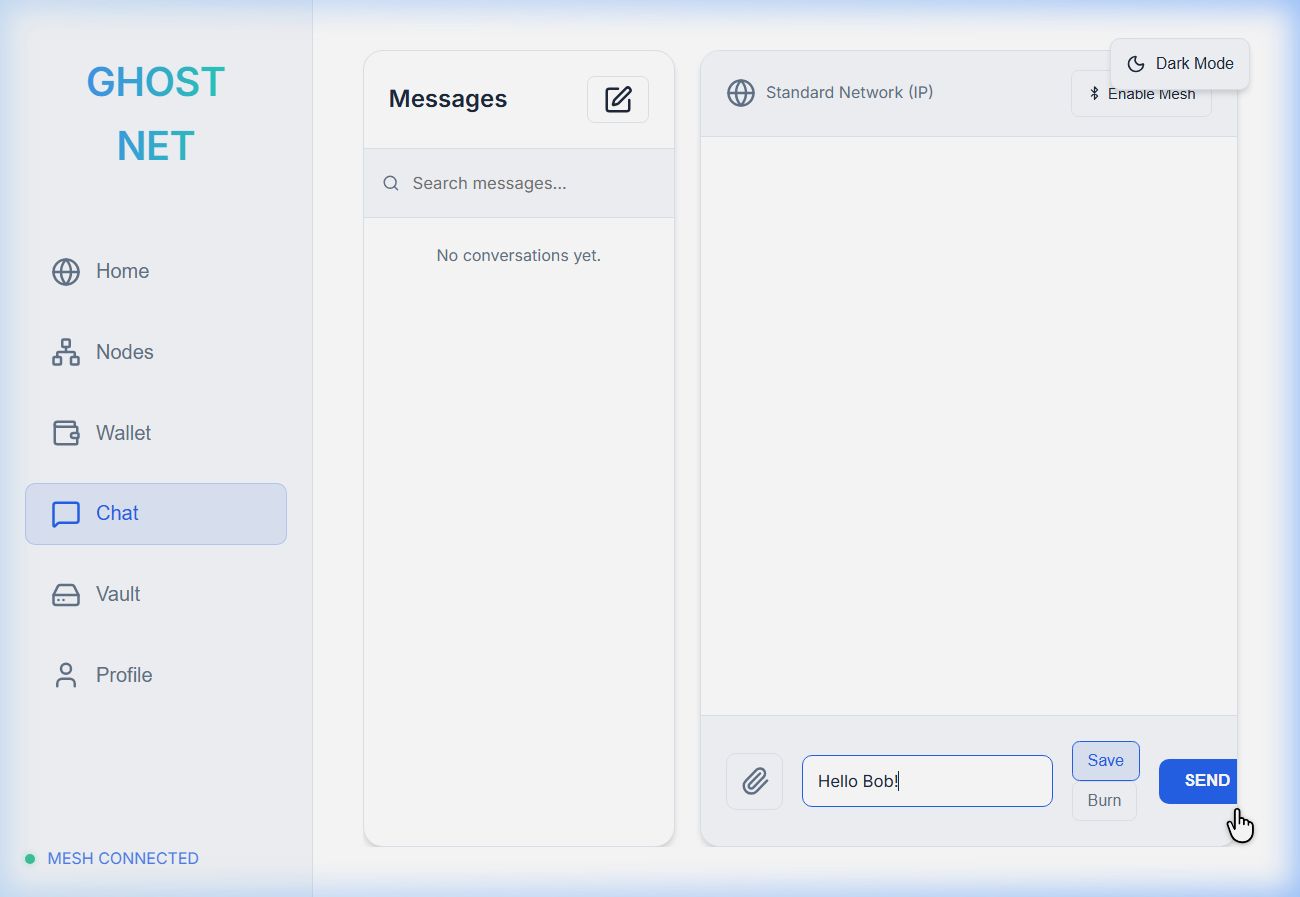 GHOST
NET
Home
Nodes
Wallet
Chat
Vault
Profile
MESH CONNECTED
Messages
Search messages...
No conversations yet.
Standard Network (IP)
Dark Mode
Enable Mesh
Hello Bob!
Save
Burn
SEND